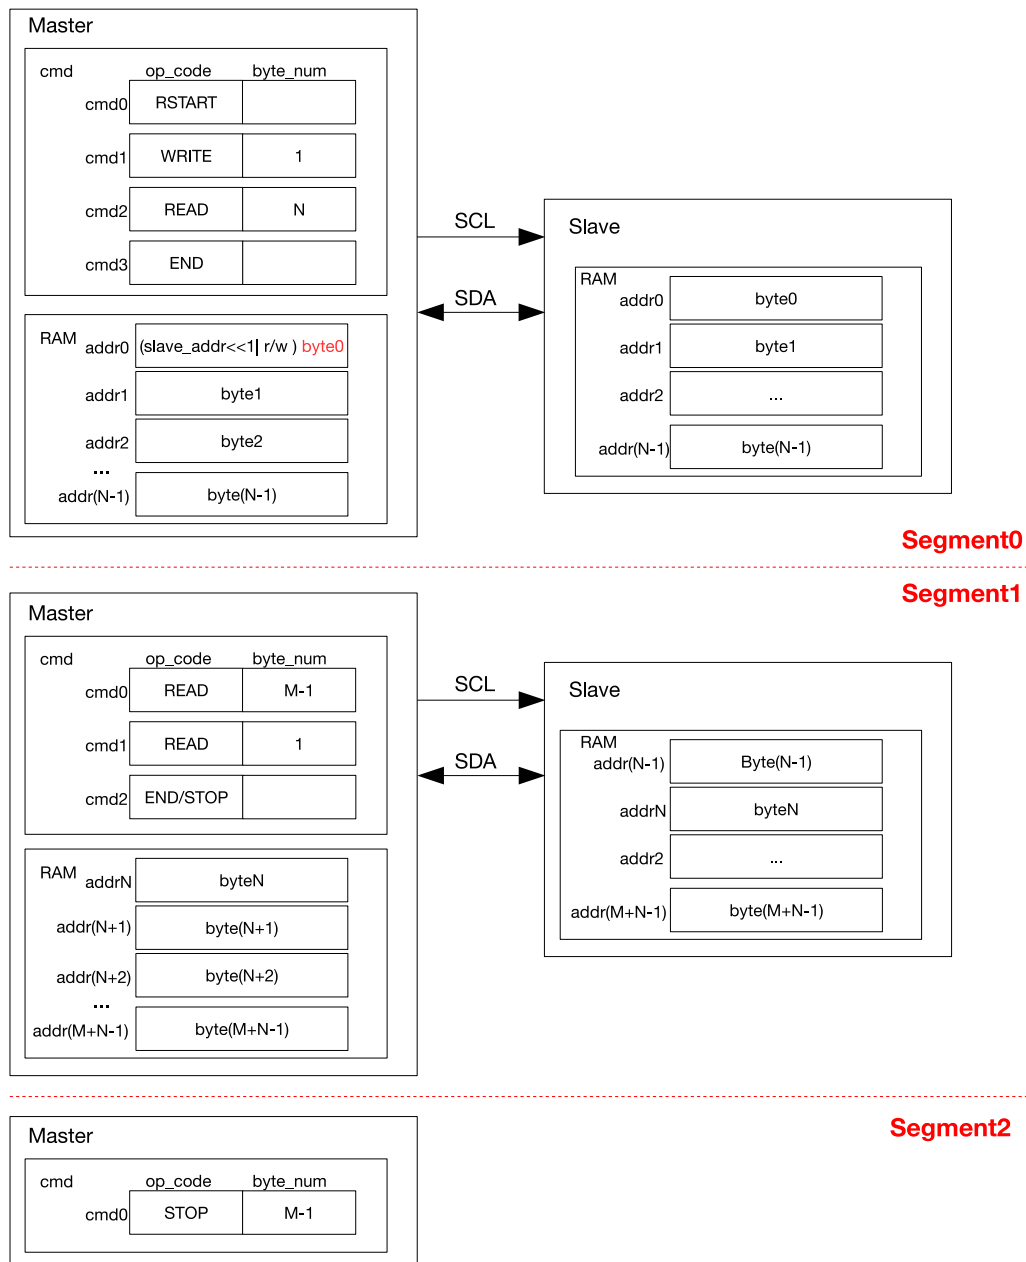 Master
cmd op_code byte_num
cmd0 RSTART
cmd1 WRITE 1
cmd2 READ N
cmd3 END
RAM addr0 (slave_addr<<1| r/w ) byte0
addr1 byte1
addr2 byte2
...
addr(N-1) byte(N-1)
SCL
SDA
Slave
RAM
addr0 byte0
addr1 byte1
addr2 ...
addr(N-1) byte(N-1)
Segment0
Segment1
Master
cmd op_code byte_num
cmd0 READ M-1
cmd1 READ 1
cmd2 END/STOP
RAM addrN byteN
addr(N+1) byte(N+1)
addr(N+2) byte(N+2)
...
addr(M+N-1) byte(M+N-1)
SCL
SDA
Slave
RAM
addr(N-1) Byte(N-1)
addrN byteN
addr2 ...
addr(M+N-1) byte(M+N-1)
Segment2
Master
cmd op_code byte_num
cmd0 STOP M-1